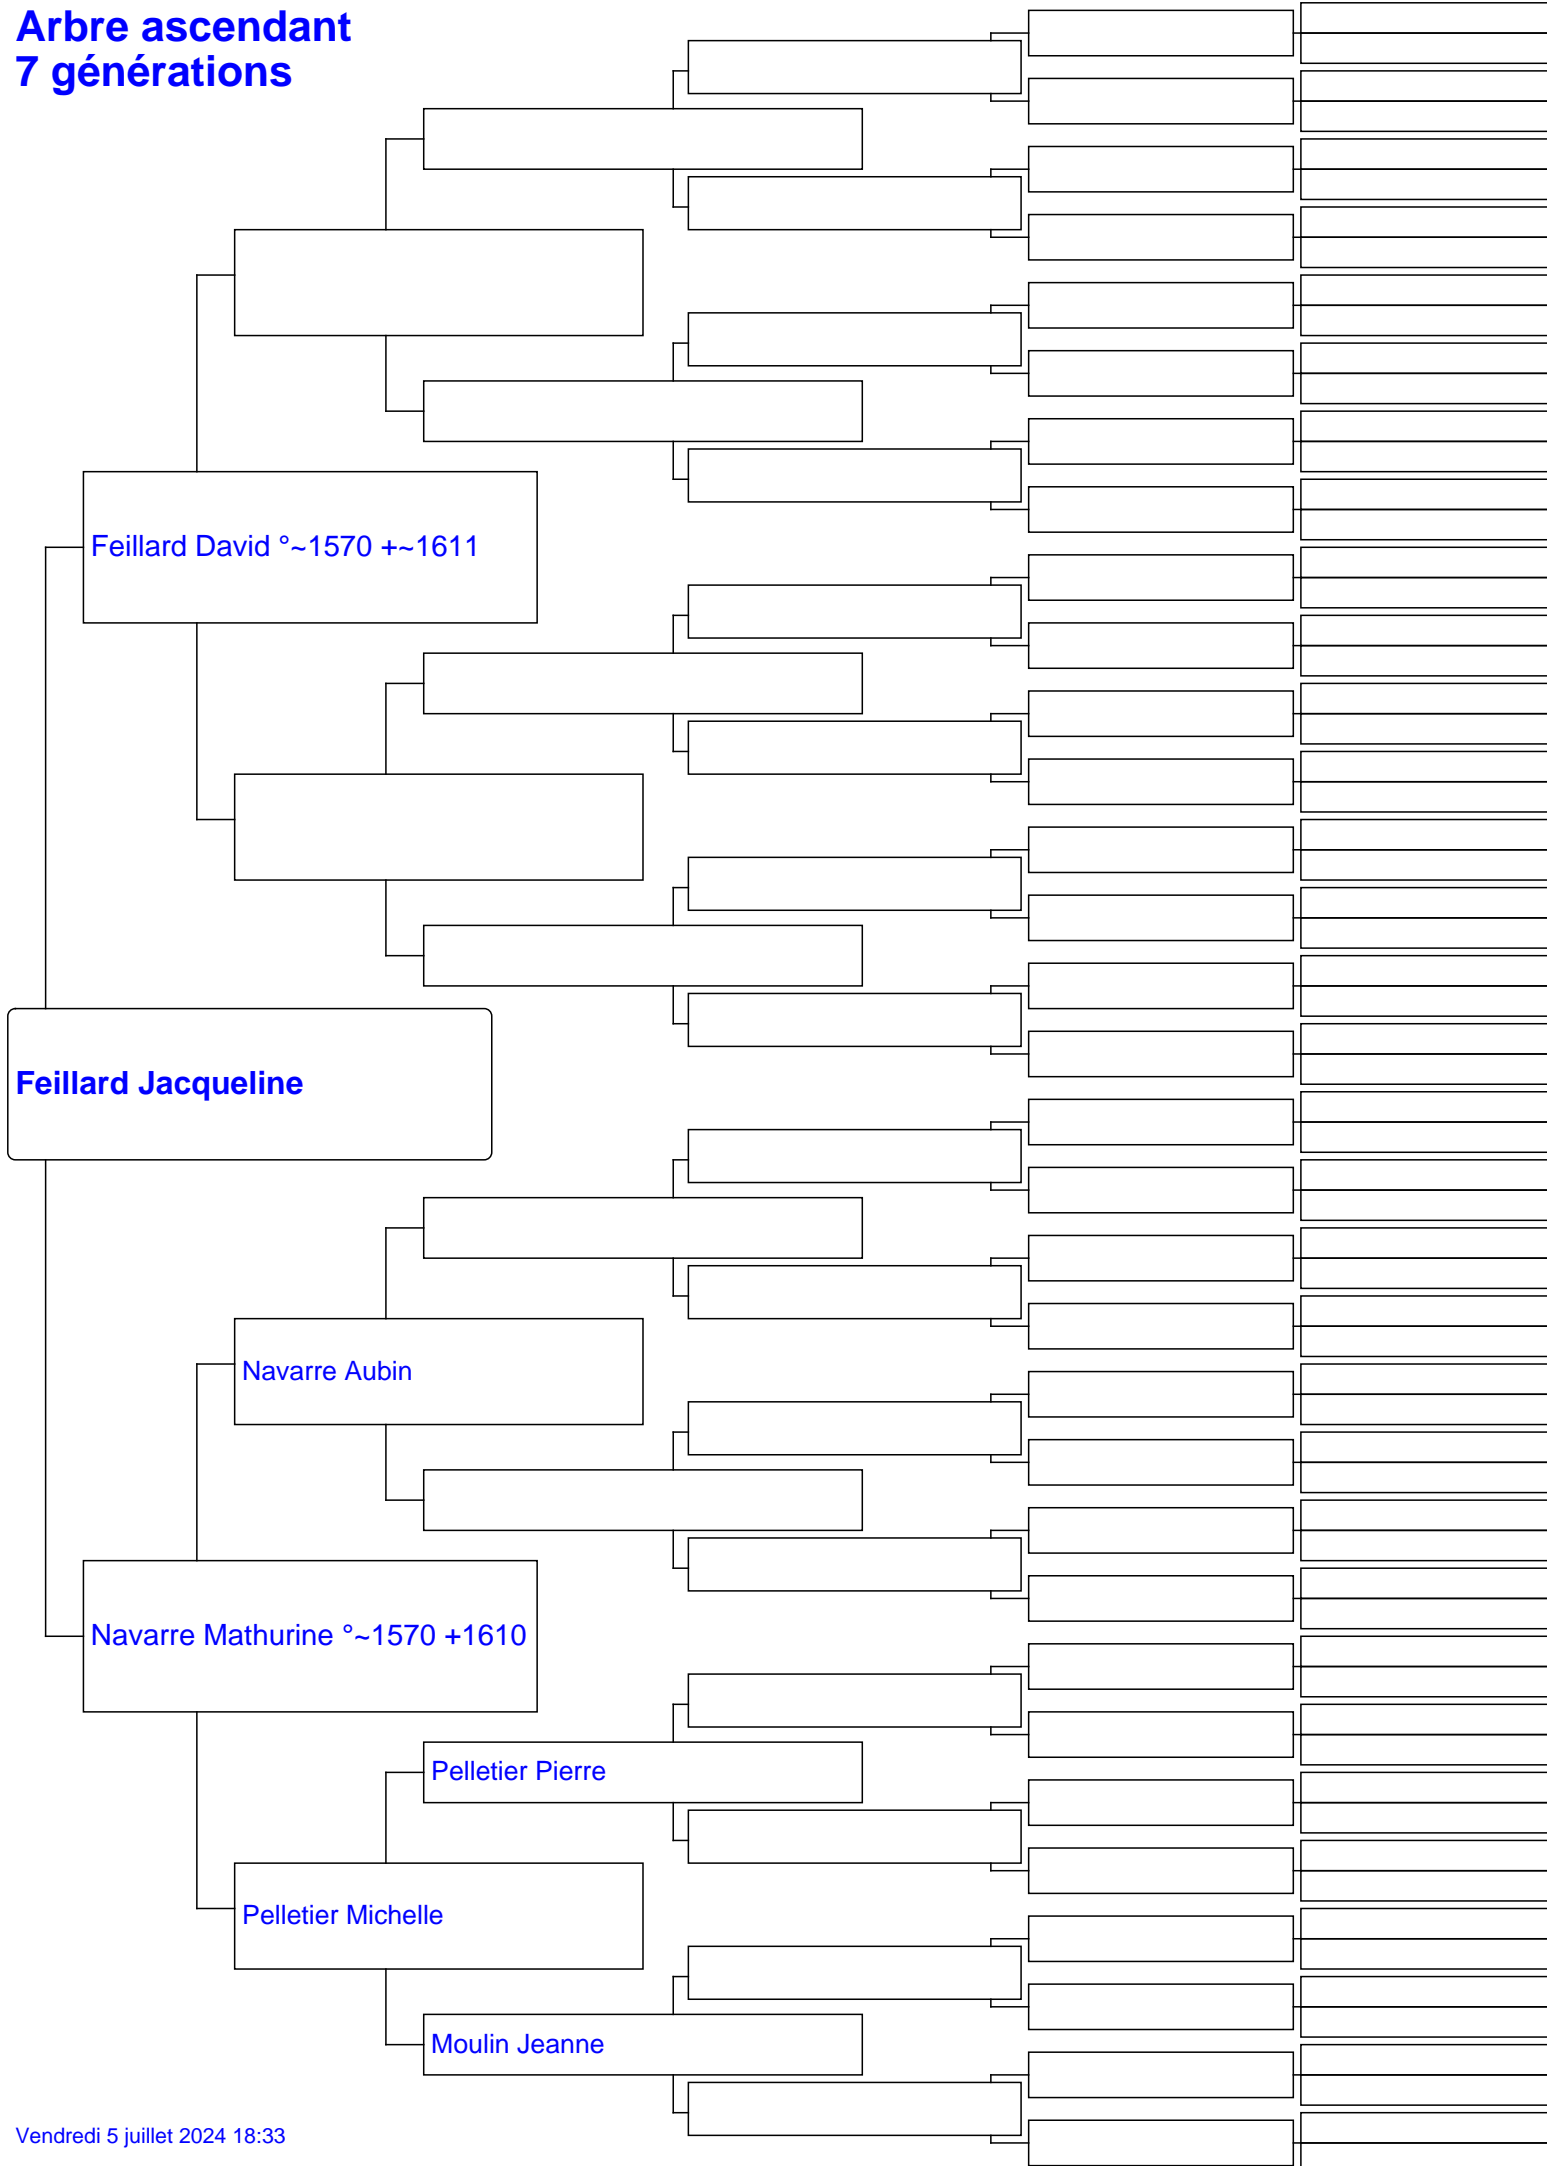 Arbre ascendant
7 générations
Feillard David °~1570 +~1611
Feillard Jacqueline
Navarre Aubin
Navarre Mathurine °~1570 +1610
Pelletier Pierre
Pelletier Michelle
Moulin Jeanne
Vendredi 5 juillet 2024 18:33